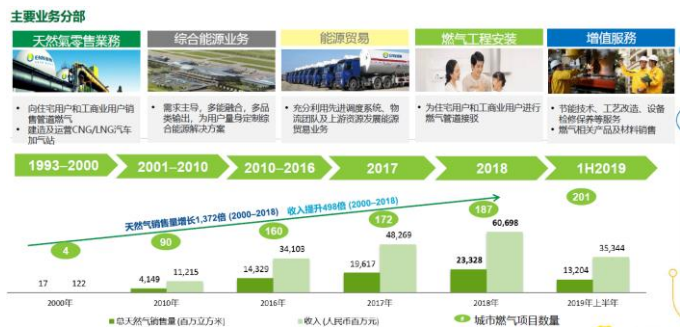 主要业务分部
天然氣零售業務
综合能源业务
能源贸易
燃气工程安装
增值服務
• 向住宅用户和工商业用户销
售管道燃气
• 建造及运营CNG/LNG汽车
加气站
• 需求主导，多能融合，多品
类输出，为用户量身定制综
合能源解决方案
• 充分利用先进调度系统、物
流团队及上游资源发展能源
贸易业务
• 为住宅用户和工商业用户进行
燃气管道接驳
• 节能技术、工艺改造、设备
检修保养等服务
• 燃气相关产品及材料销售
1993–2000
2001–2010
2010–2016
2017
2018
1H2019
天然气销售量增长1,372倍 (2000–2018)
收入提升498倍 (2000–2018)
4
90
160
172
187
201
17
122
4,149
11,215
14,329
34,103
19,617
48,269
23,328
60,698
13,204
35,344
2000年
2010年
2016年
2017年
2018年
2019年上半年
总天然气销售量 (百万立方米)
收入 (人民币百万元)
# 城市燃气项目数量